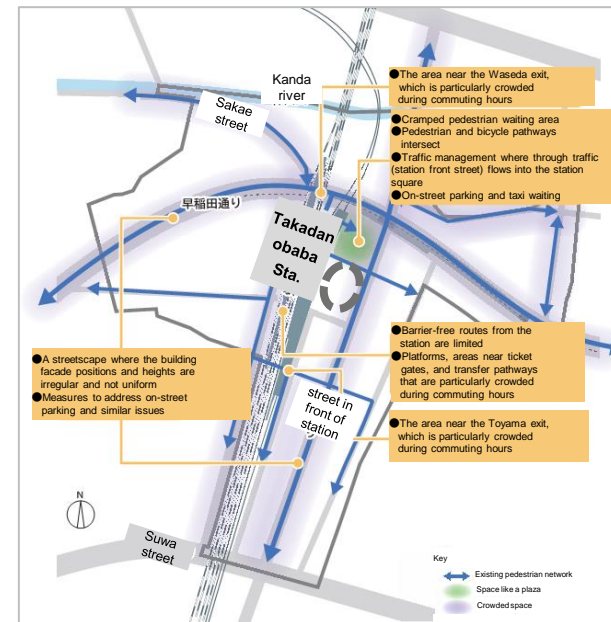 Kanda
river
Sakae
street
●The area near the Waseda exit,
which is particularly crowded
during commuting hours
●Cramped pedestrian waiting area
●Pedestrian and bicycle pathways
intersect
●Traffic management where through traffic
(station front street) flows into the station
square
●On-street parking and taxi waiting
早稲田通り
Takadan
obaba
Sta.
●Barrier-free routes from the
station are limited
●Platforms, areas near ticket
gates, and transfer pathways
that are particularly crowded
during commuting hours
●A streetscape where the building
facade positions and heights are
irregular and not uniform
●Measures to address on-street
parking and similar issues
street in
front of
station
●The area near the Toyama exit,
which is particularly crowded
during commuting hours
N
Suwa
street
Key
Existing pedestrian network
Space like a plaza
Crowded space